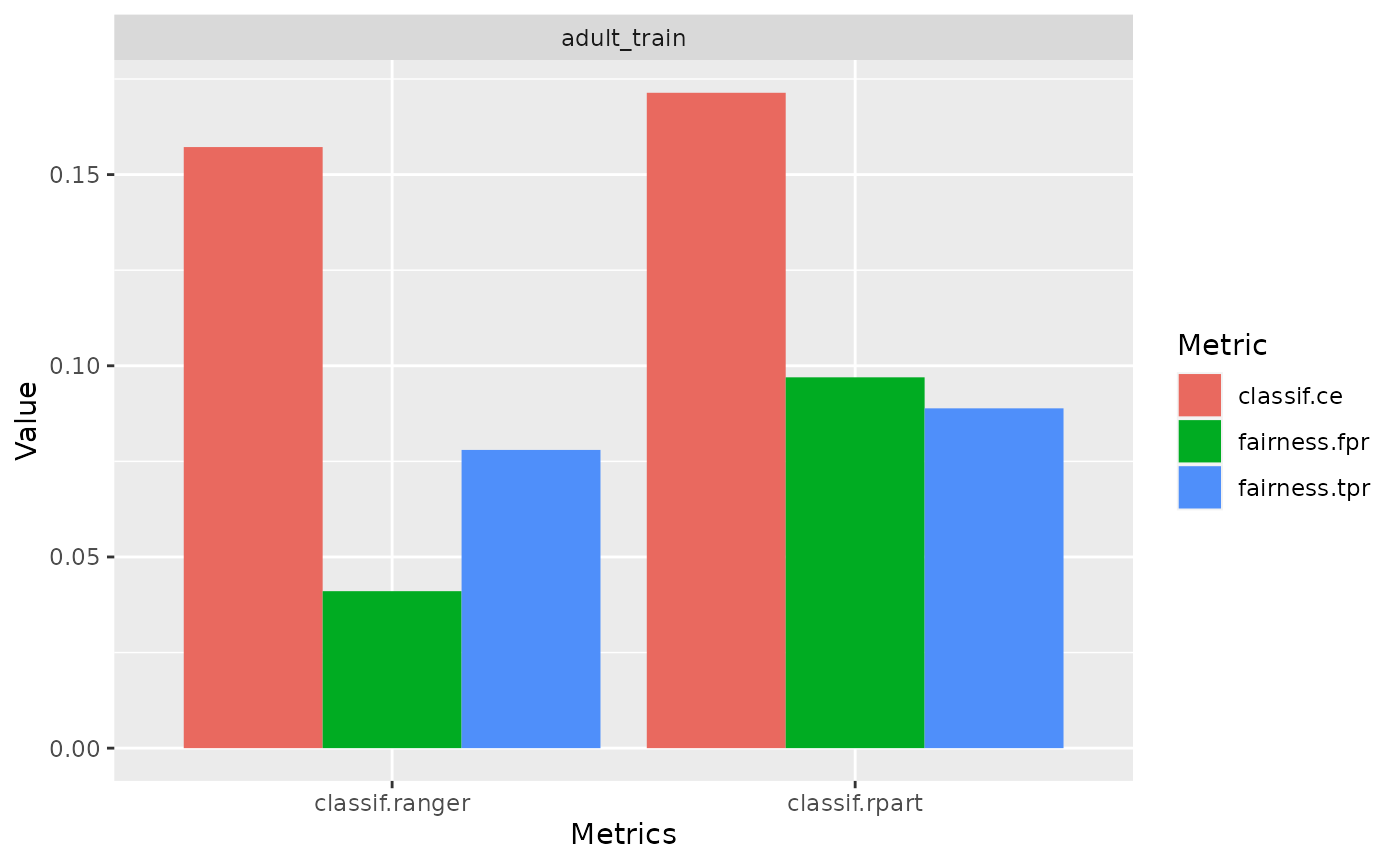 adult_train
Value
0.15
0.10
0.05
0.00
classif.ranger
classif.rpart
Metrics
Metric
classif.ce
fairness.fpr
fairness.tpr